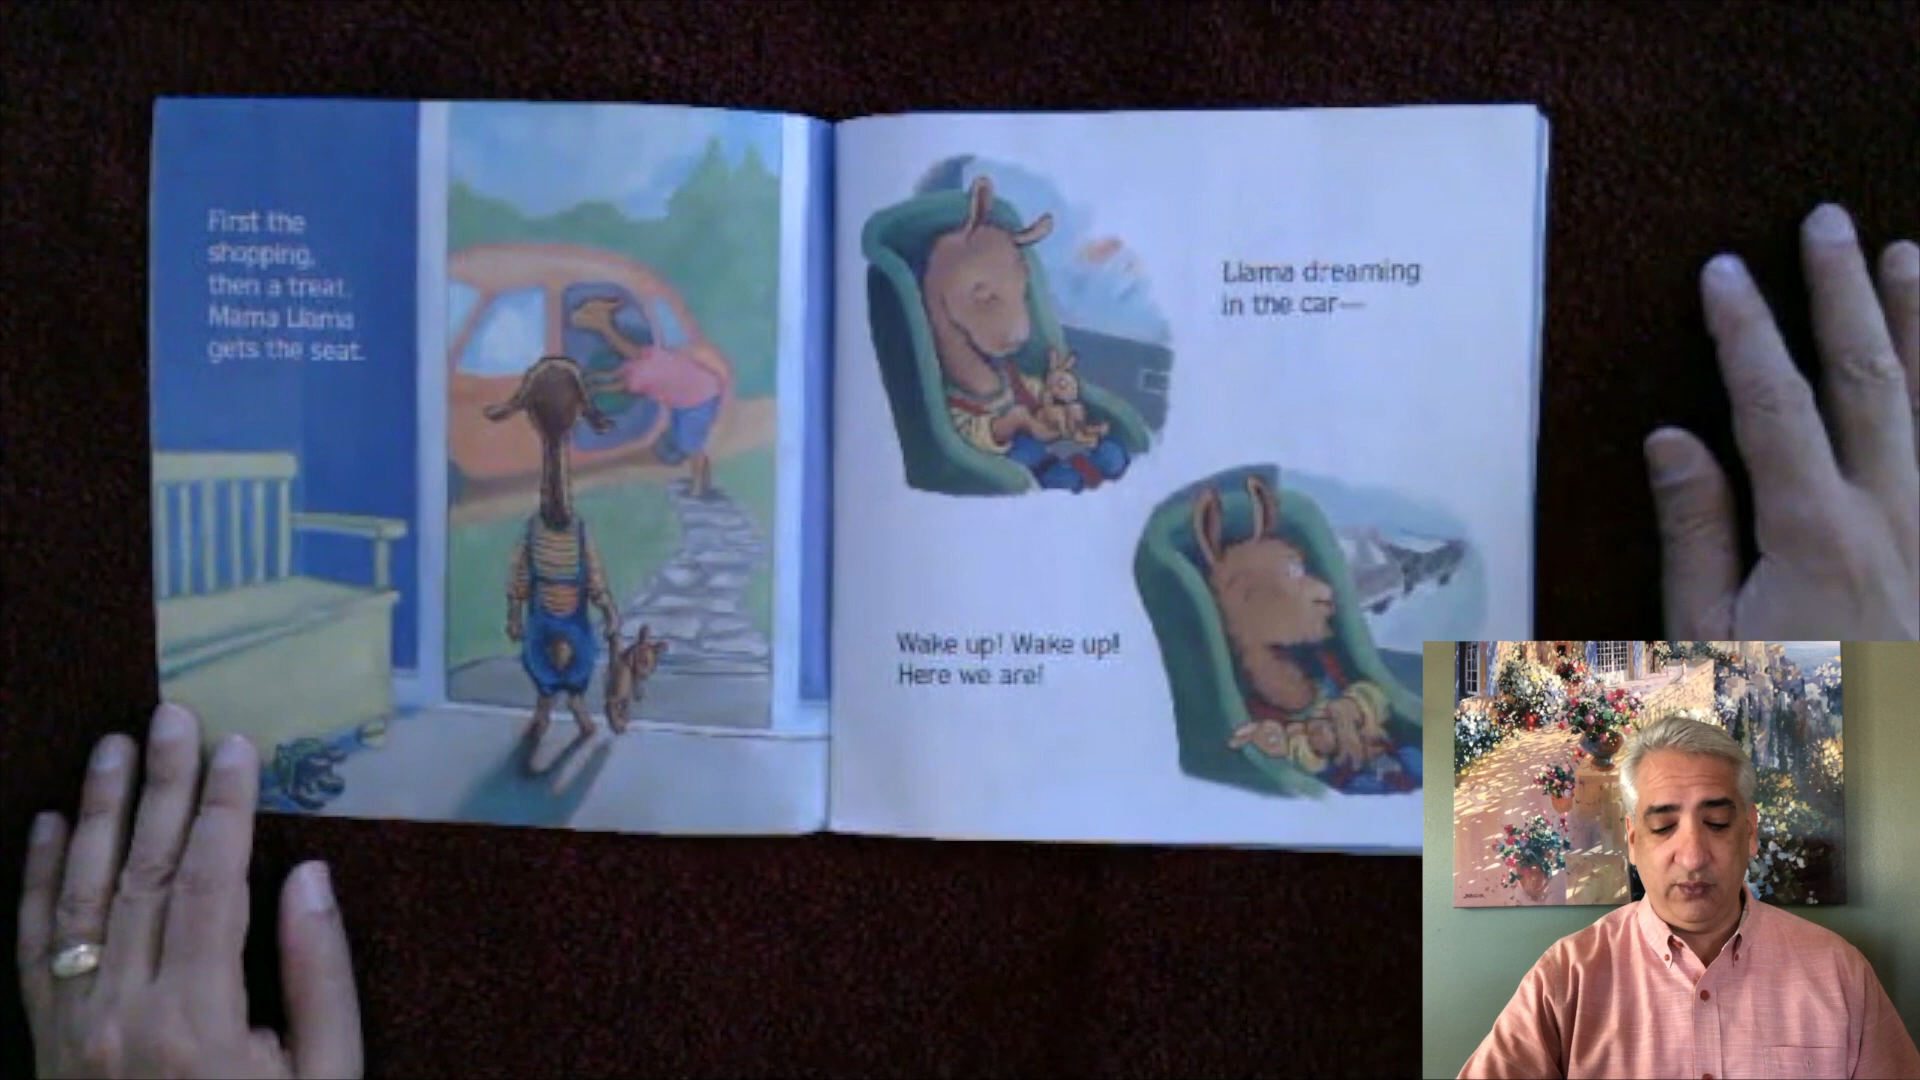 First the
shopping,
then a treat.
Mama Llama
gets the seat.
Llama dreaming
in the car—
Wake up! Wake up!
Here we are!